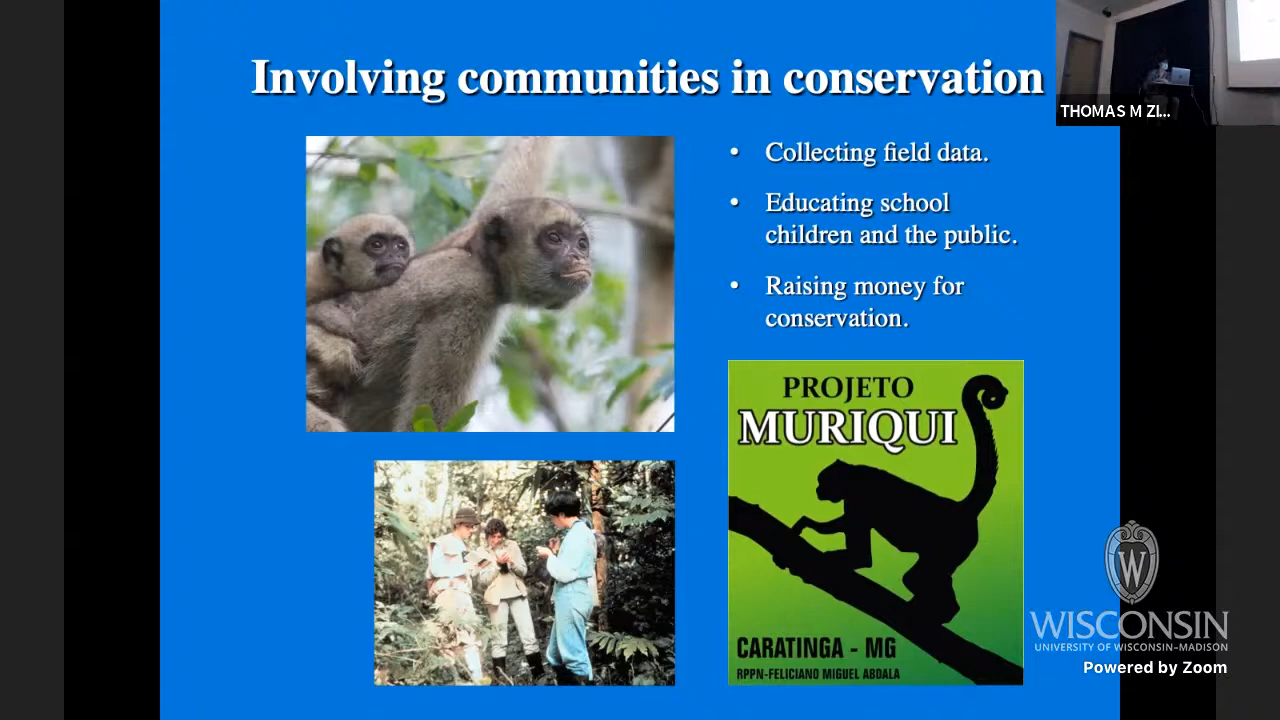 Involving communities in conservation
THOMAS M ZI...
• Collecting field data.
• Educating school
children and the public.
• Raising money for
conservation.
PROJETO
MURIQUI
CARATINGA - MG
RPPN-FELICIANO MIGUEL ABDALA
W
WISCONSIN
UNIVERSITY OF WISCONSIN–MADISON
Powered by Zoom